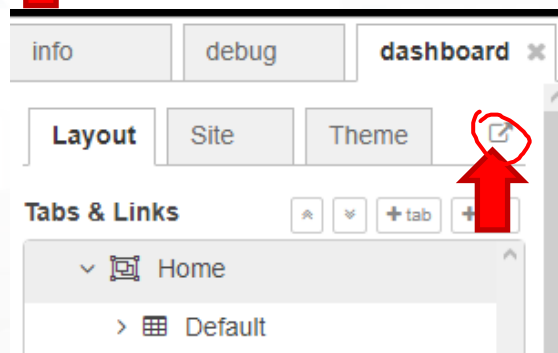 info debug dashboard
Layout Site Theme
Tabs & Links + tab +
Home
Default